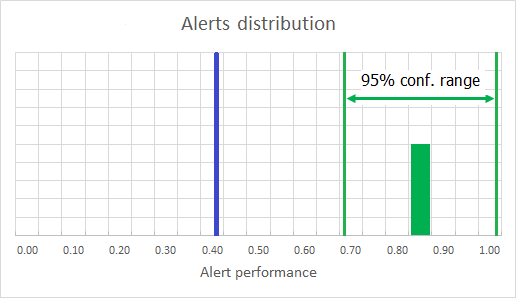 Alerts distribution
95% conf. range
0.00 0.10 0.20 0.30 0.40 0.50 0.60 0.70 0.80 0.90 1.00
Alert performance